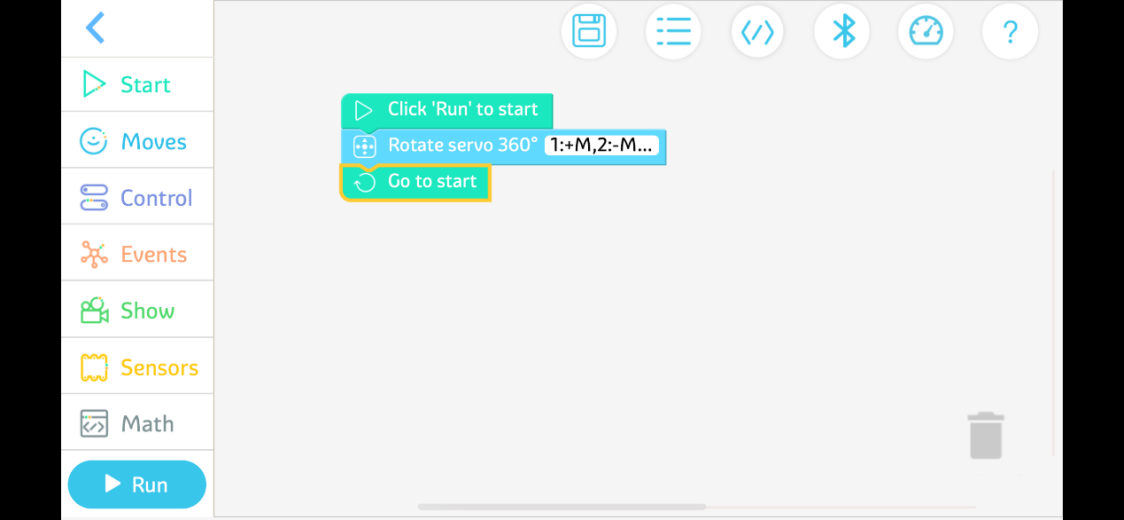 Start
Moves
Control
Events
Show
Sensors
Math
Run
?
Click 'Run' to start
Rotate servo 360° 1:+M,2:-M...
Go to start